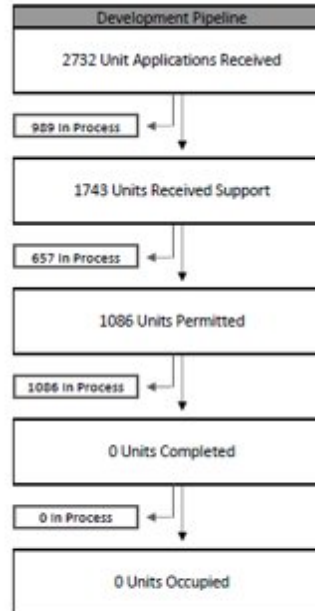 Development Pipeline
2732 Unit Applications Received
989 In Process
1743 Units Received Support
657 In Process
1086 Units Permitted
1086 In Process
0 Units Completed
0 In Process
0 Units Occupied